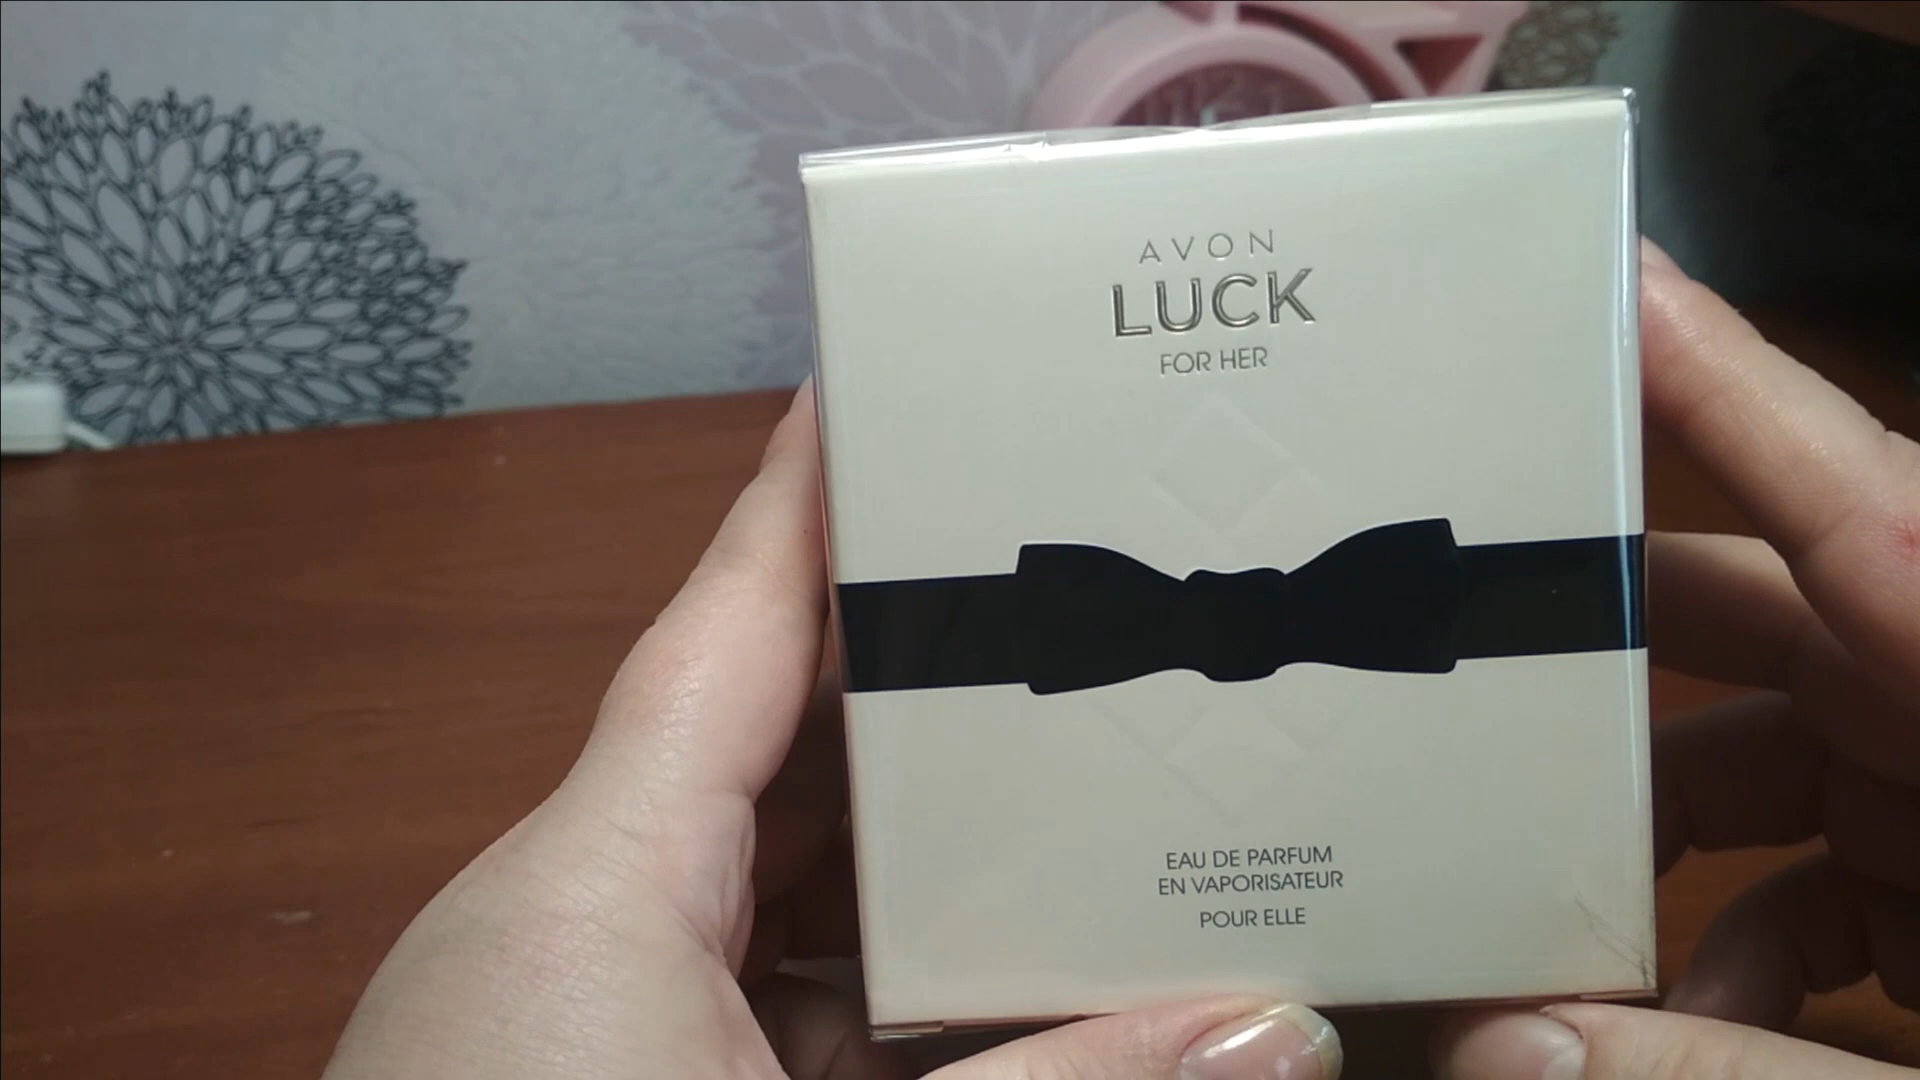 AVON
LUCK
FOR HER
EAU DE PARFUM
EN VAPORISATEUR
POUR ELLE